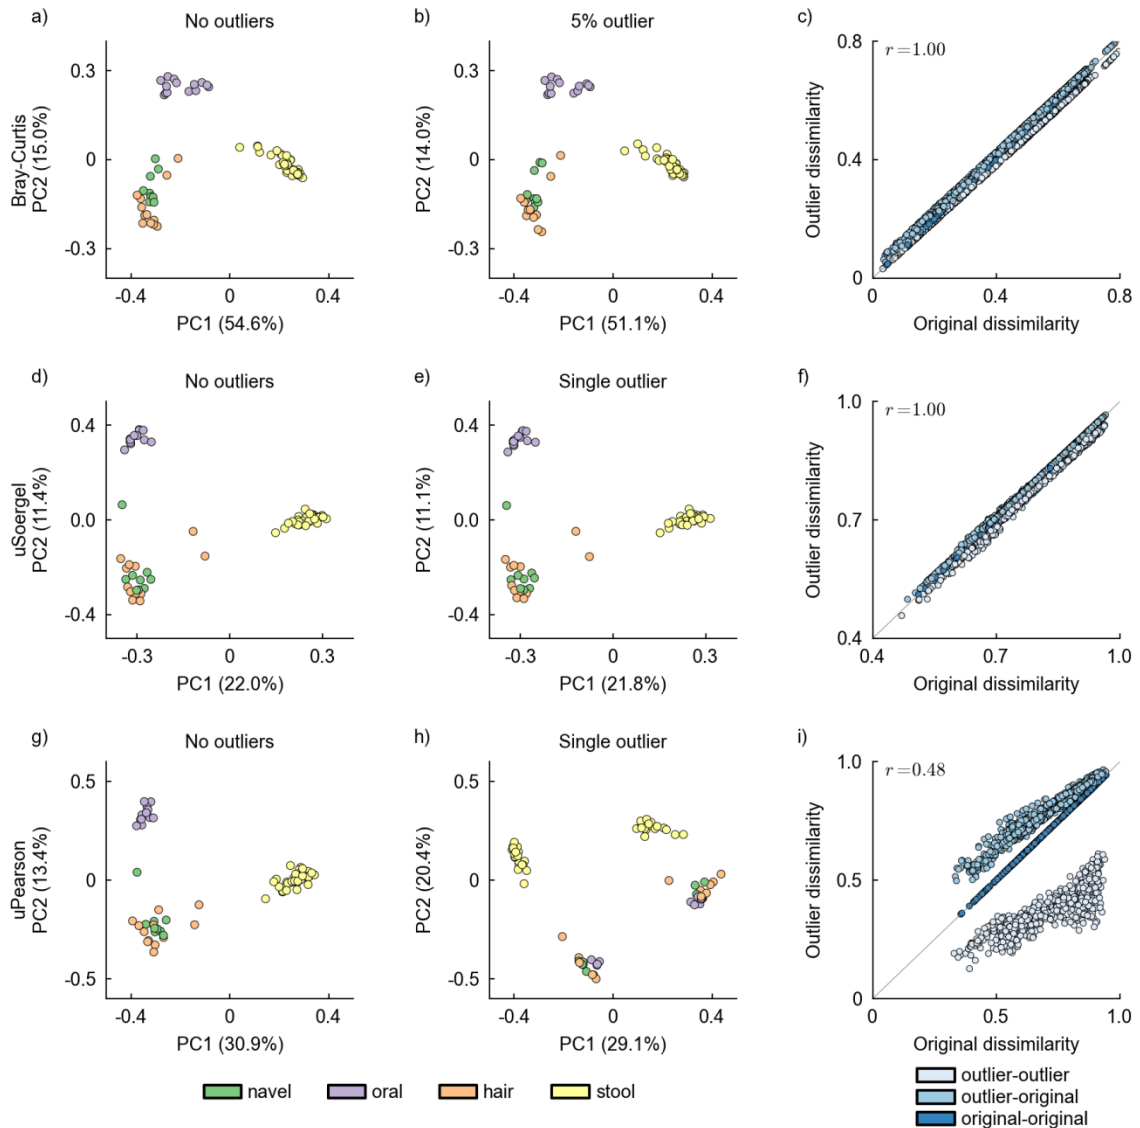 a) No outliers
b) 5% outlier
c)
Bray-Curtis
PC2 (15.0%)
0.3
0
-0.3
-0.4 0 0.4
PC1 (54.6%)
PC2 (14.0%)
0.3
0
-0.3
-0.4 0 0.4
PC1 (51.1%)
Outlier dissimilarity
r=1.00
0.8
0.4
0
0 0.4 0.8
Original dissimilarity
d) No outliers
e) Single outlier
f)
uSoergel
PC2 (11.4%)
0.4
0.0
-0.4
-0.3 0 0.3
PC1 (22.0%)
PC2 (11.1%)
0.4
0.0
-0.4
-0.3 0 0.3
PC1 (21.8%)
Outlier dissimilarity
r=1.00
1.0
0.7
0.4
0.4 0.7 1.0
Original dissimilarity
g) No outliers
h) Single outlier
i)
uPearson
PC2 (13.4%)
0.5
0
-0.5
-0.4 0 0.4
PC1 (30.9%)
PC2 (20.4%)
0.5
0
-0.5
-0.4 0 0.4
PC1 (29.1%)
Outlier dissimilarity
r=0.48
1.0
0.5
0
0 0.5 1.0
Original dissimilarity
navel oral hair stool
outlier-outlier
outlier-original
original-original